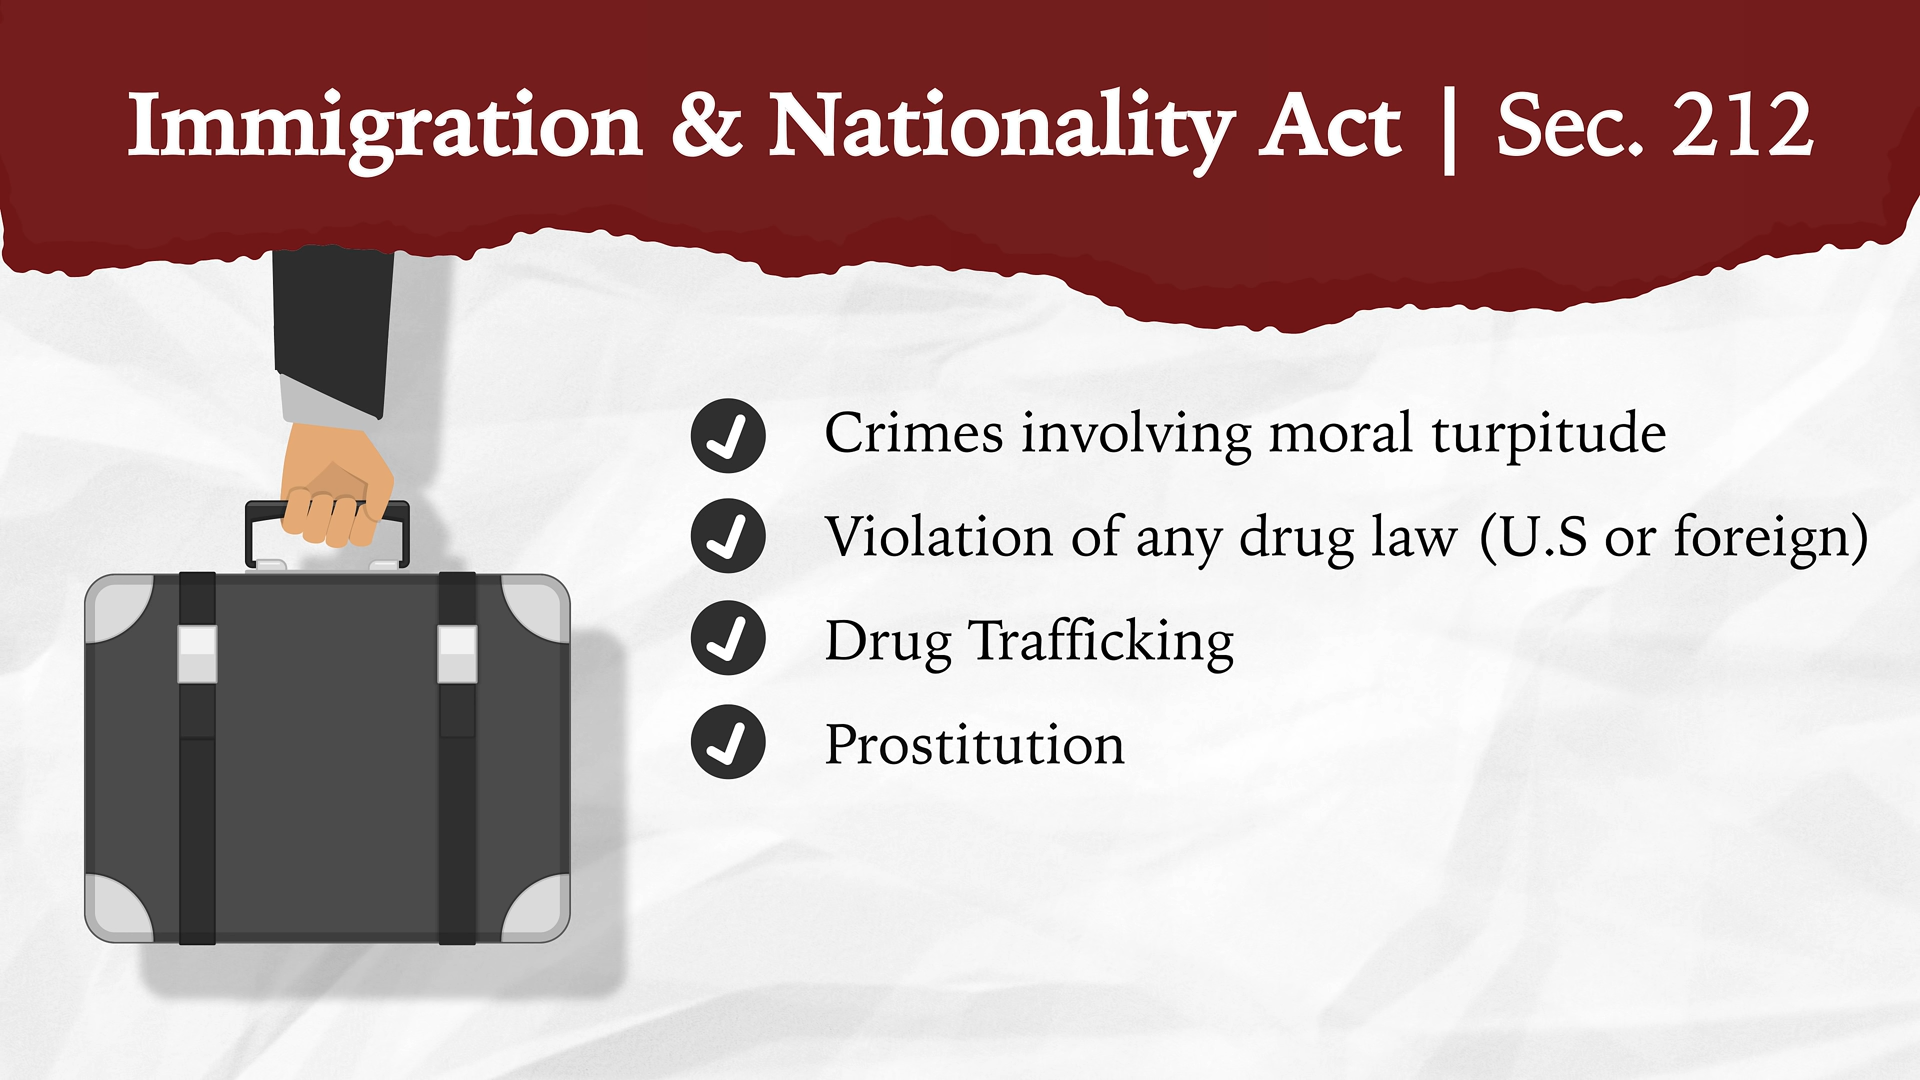 Immigration & Nationality Act | Sec. 212
Crimes involving moral turpitude
Violation of any drug law (U.S or foreign)
Drug Trafficking
Prostitution